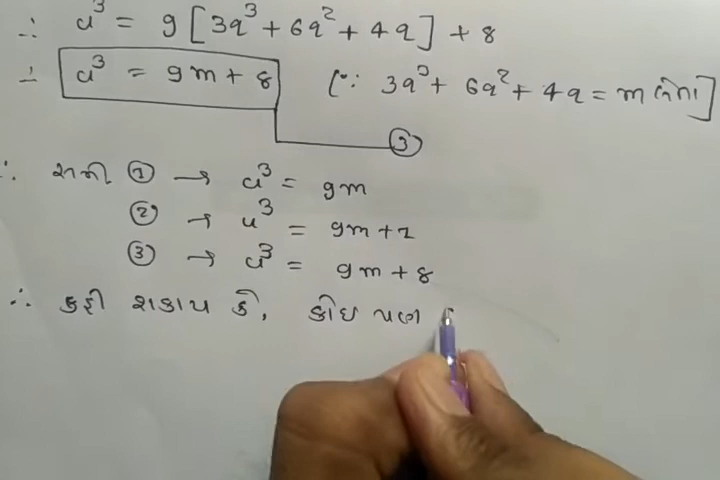 ∴ a³ = 9[3q³ + 6q² + 4q] + 8
∴ a³ = 9m + 8 [∵ 3q³ + 6q² + 4q = m લેતા]
③
∴ સમી ① → a³ = 9m
② → a³ = 9m + 1
③ → a³ = 9m + 8
∴ કહી શકાય કે, કોઇ પણ